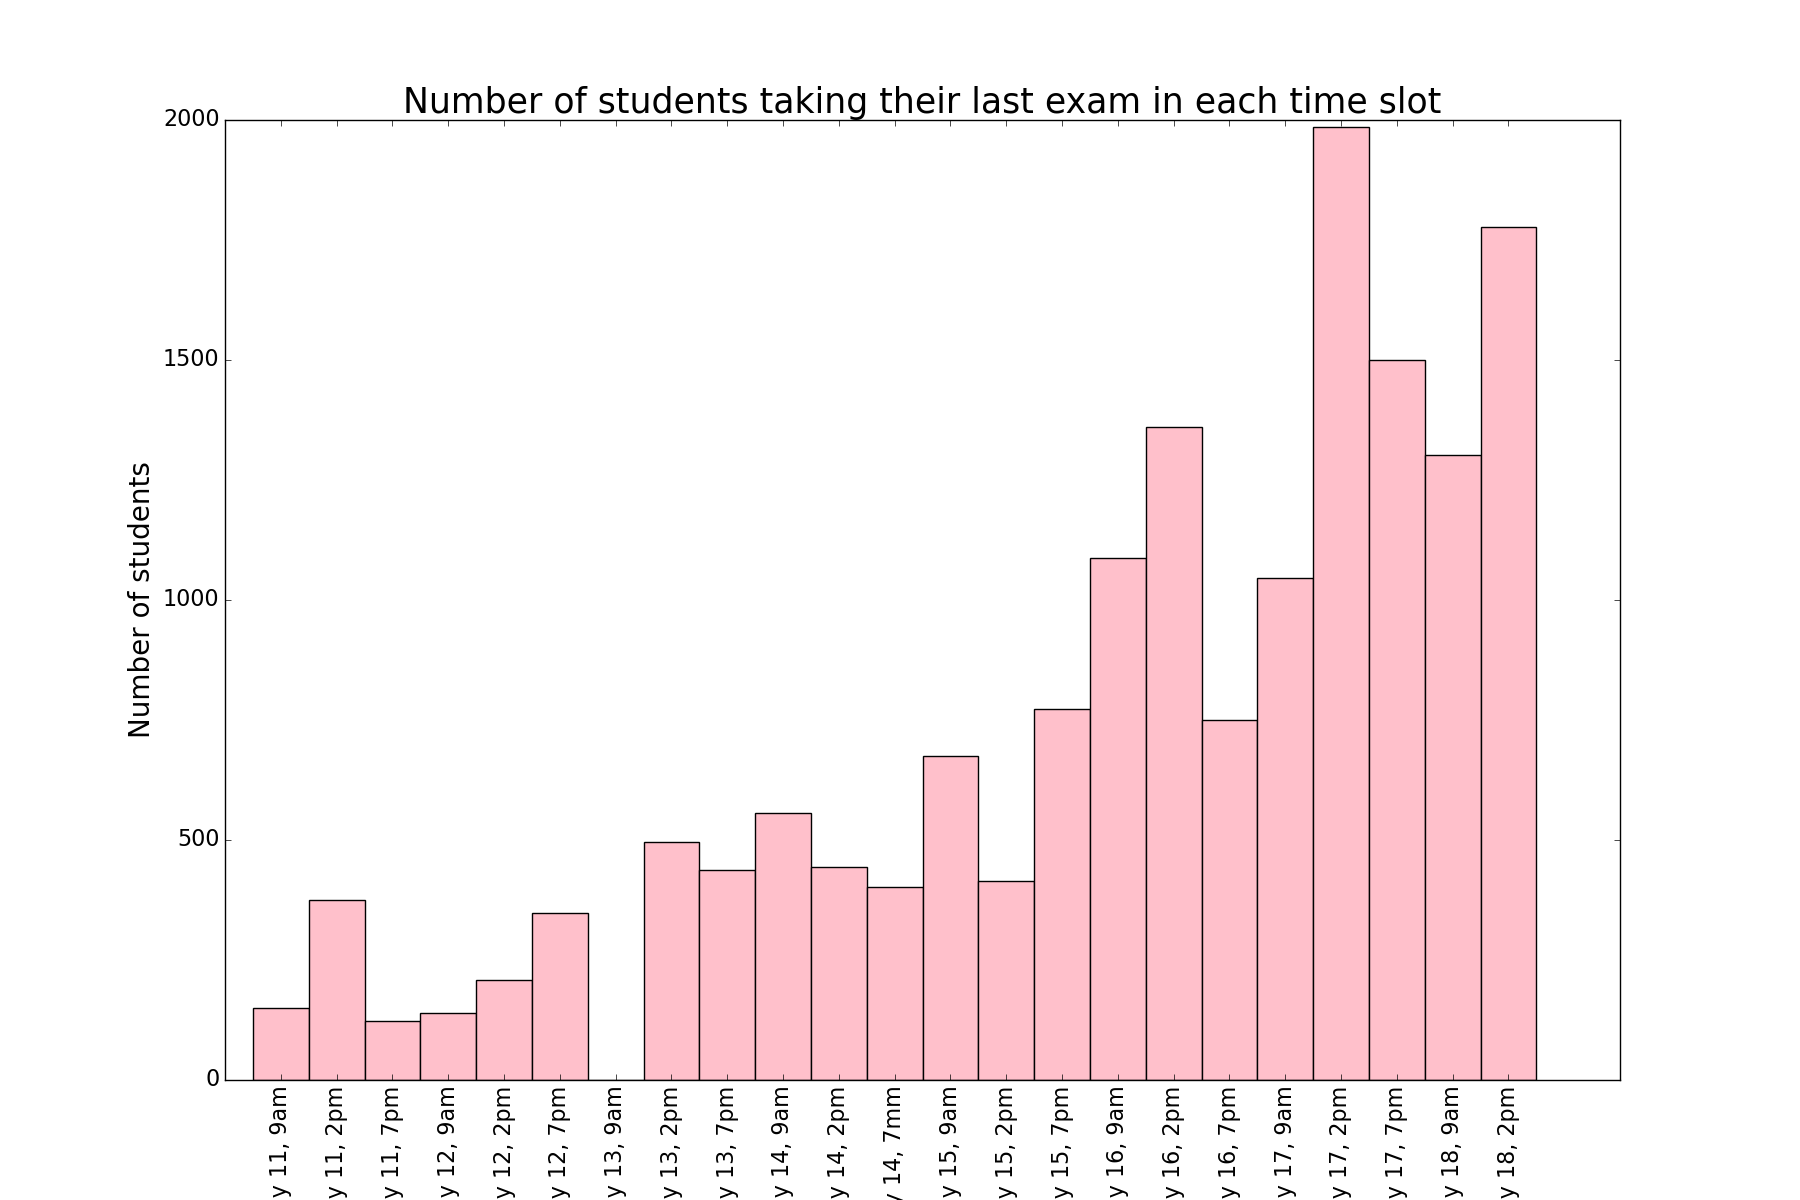 Number of students taking their last exam in each time slot
Number of students
2000
1500
1000
500
0
y 11, 9am
y 11, 2pm
y 11, 7pm
y 12, 9am
y 12, 2pm
y 12, 7pm
y 13, 9am
y 13, 2pm
y 13, 7pm
y 14, 9am
y 14, 2pm
y 14, 7mm
y 15, 9am
y 15, 2pm
y 15, 7pm
y 16, 9am
y 16, 2pm
y 16, 7pm
y 17, 9am
y 17, 2pm
y 17, 7pm
y 18, 9am
y 18, 2pm